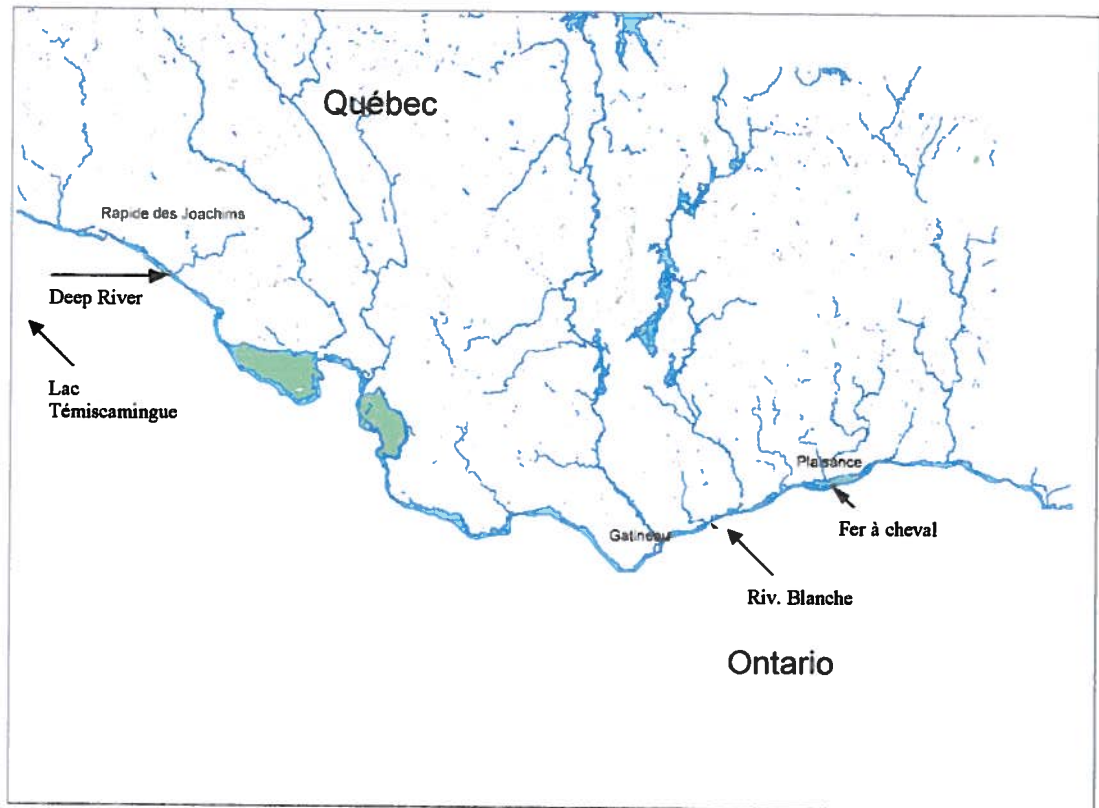 Québec
Rapide des Joachims
Deep River
Lac
Témiscamingue
Plaisance
Fer à cheval
Gatineau
Riv. Blanche
Ontario